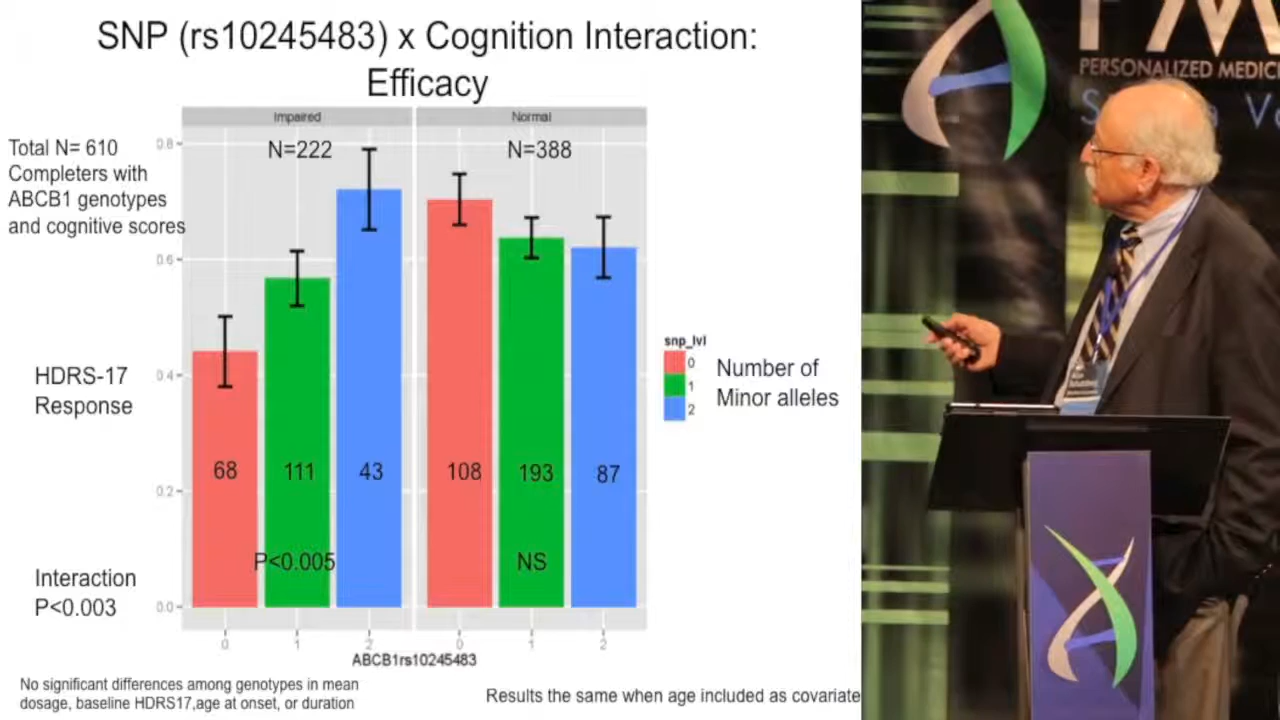 SNP (rs10245483) x Cognition Interaction:
Efficacy
Impaired
Normal
Total N= 610
Completers with
ABCB1 genotypes
and cognitive scores
N=222
N=388
0.8
0.6
0.4
0.2
0.0
HDRS-17
Response
68
111
43
108
193
87
P<0.005
NS
Interaction
P<0.003
0
1
2
0
1
2
ABCB1rs10245483
snp_lvl
0
1
2
Number of
Minor alleles
No significant differences among genotypes in mean
dosage, baseline HDRS17,age at onset, or duration
Results the same when age included as covariate
PERSONALIZED